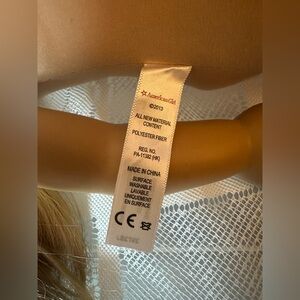 American Girl
©2013
ALL NEW MATERIAL
CONTENT
POLYESTER FIBER
REG. NO.
PA-11382 (HK)
MADE IN CHINA
SURFACE
WASHABLE
LAVABLE
UNIQUEMENT
EN SURFACE
CE